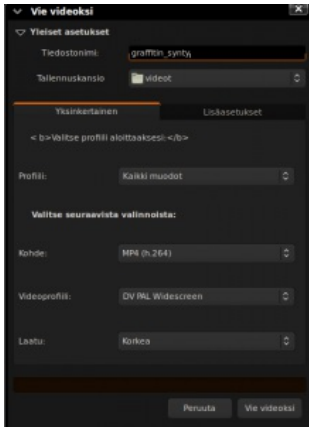 Vie videoksi
Yleiset asetukset
Tiedostonimi: graffitin_synty
Tallennuskansio videot
Yksinkertainen Lisäasetukset
< b>Valitse profiili aloittaaksesi:</b>
Profiili: Kaikki muodot
Valitse seuraavista valinnoista:
Kohde: MP4 (h.264)
Videoprofiili: DV PAL Widescreen
Laatu: Korkea
Peruuta Vie videoksi